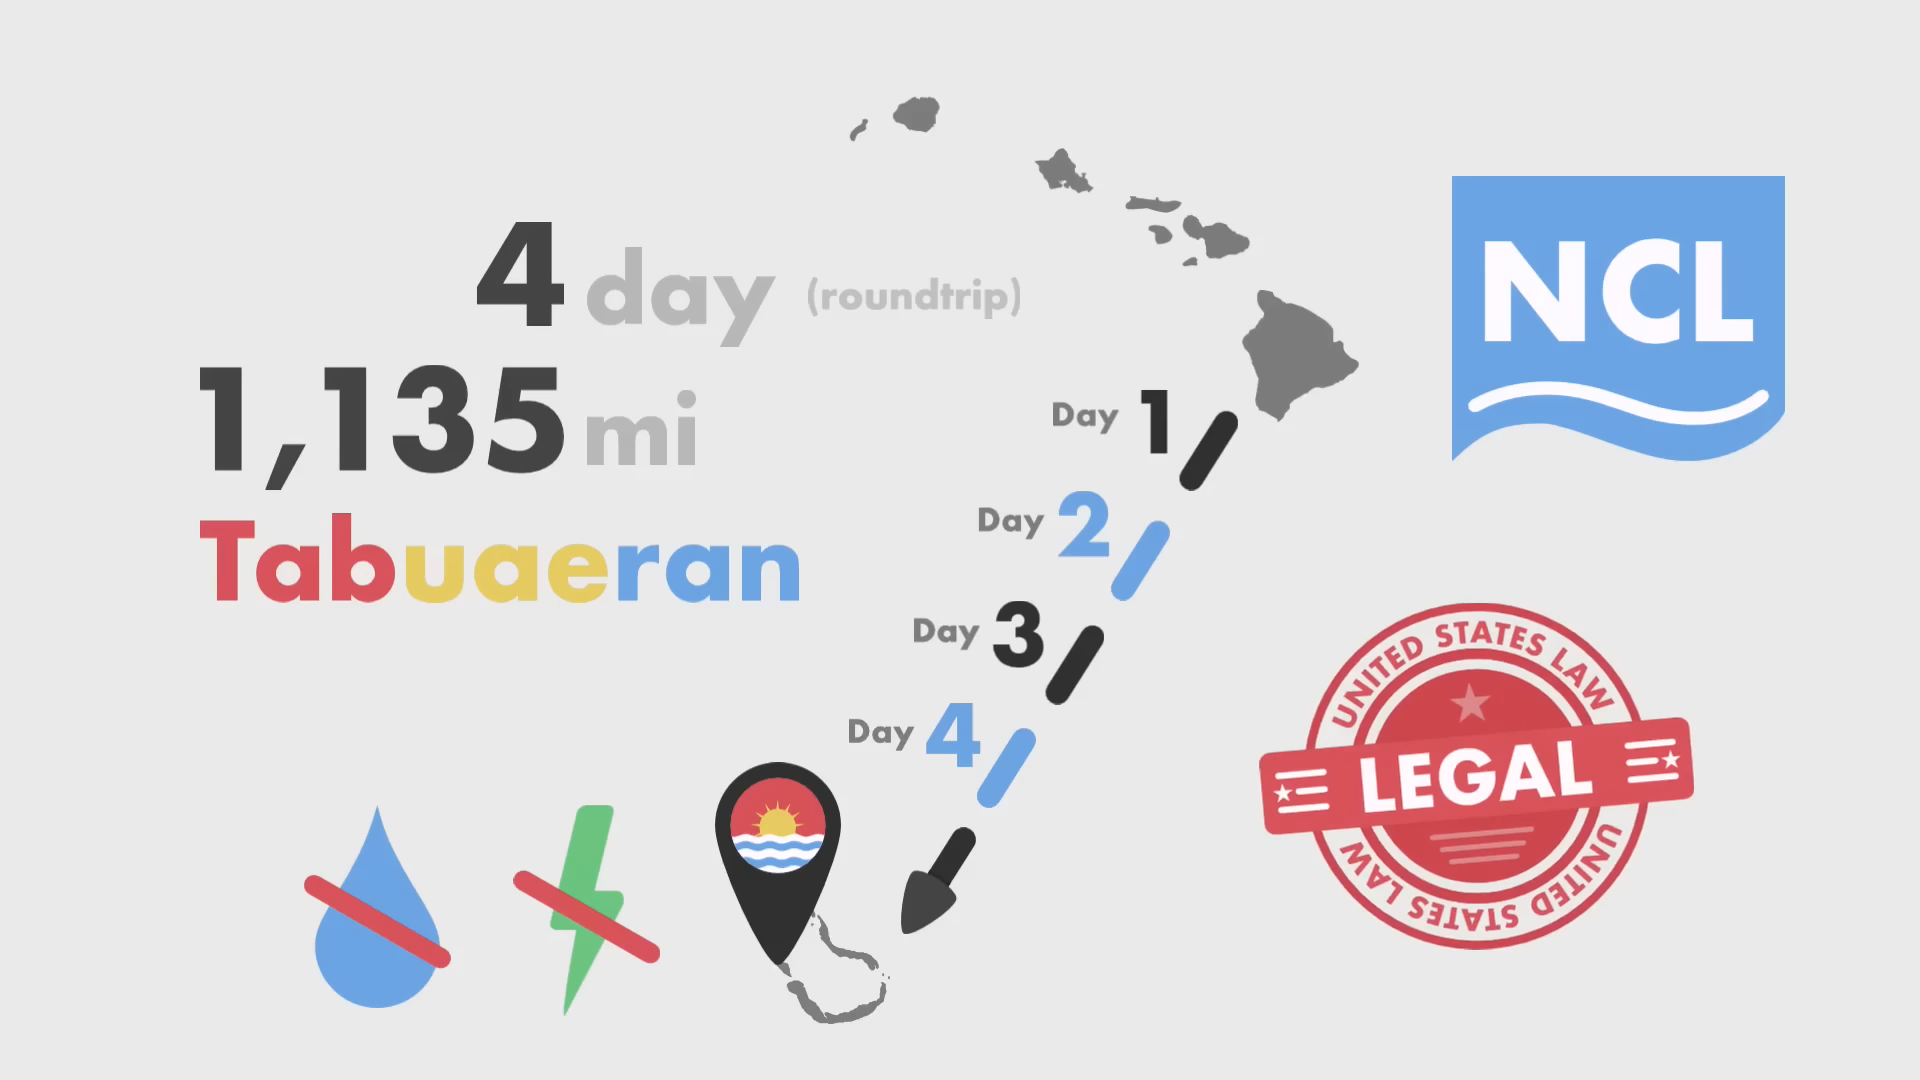 4 day (roundtrip)
1,135 mi
Tabuaeran
Day 1
Day 2
Day 3
Day 4
NCL
UNITED STATES LAW
LEGAL
UNITED STATES LAW